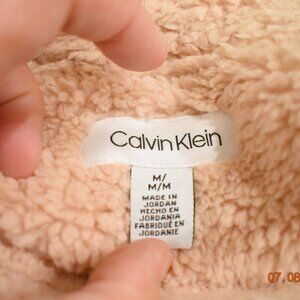 Calvin Klein
M/
M/M
MADE IN
JORDAN
HECHO EN
JORDANIA
FABRIQUÉ EN
JORDANIE
07.08